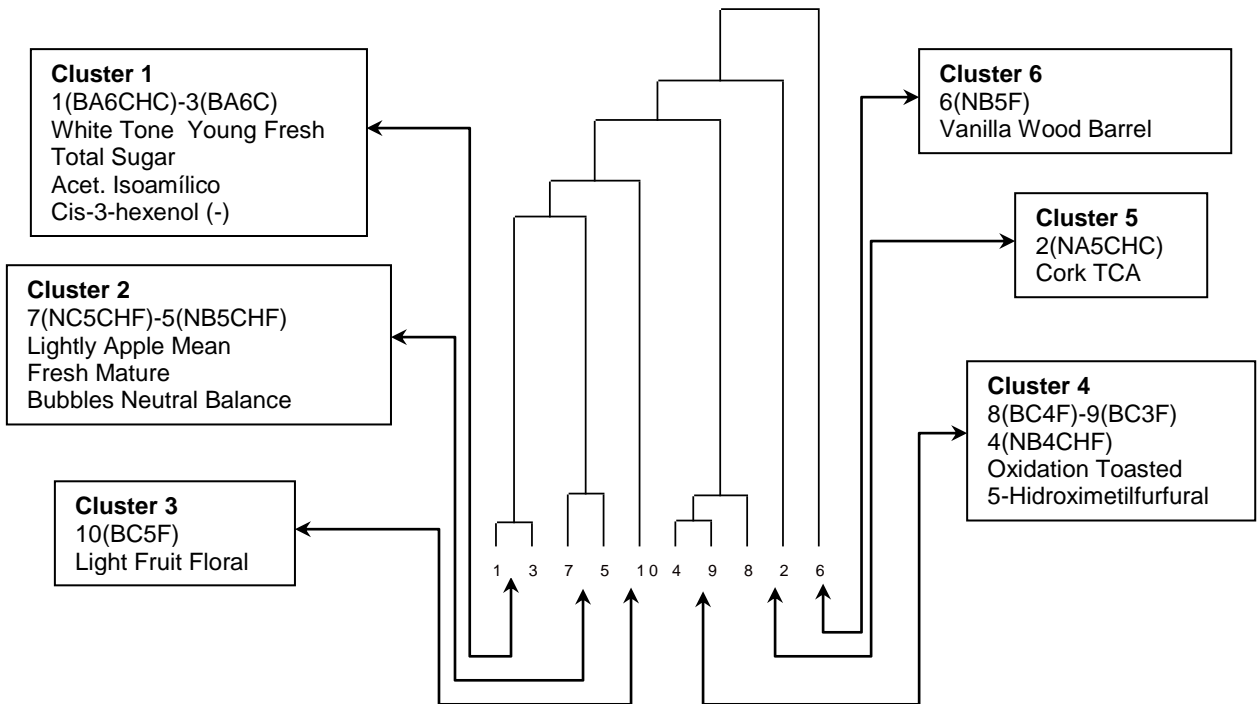 Cluster 1
1(BA6CHC)-3(BA6C)
White Tone Young Fresh
Total Sugar
Acet. Isoamílico
Cis-3-hexenol (-)
Cluster 2
7(NC5CHF)-5(NB5CHF)
Lightly Apple Mean
Fresh Mature
Bubbles Neutral Balance
Cluster 3
10(BC5F)
Light Fruit Floral
Cluster 6
6(NB5F)
Vanilla Wood Barrel
Cluster 5
2(NA5CHC)
Cork TCA
Cluster 4
8(BC4F)-9(BC3F)
4(NB4CHF)
Oxidation Toasted
5-Hidroximetilfurfural
1 3 7 5 10 4 9 8 2 6